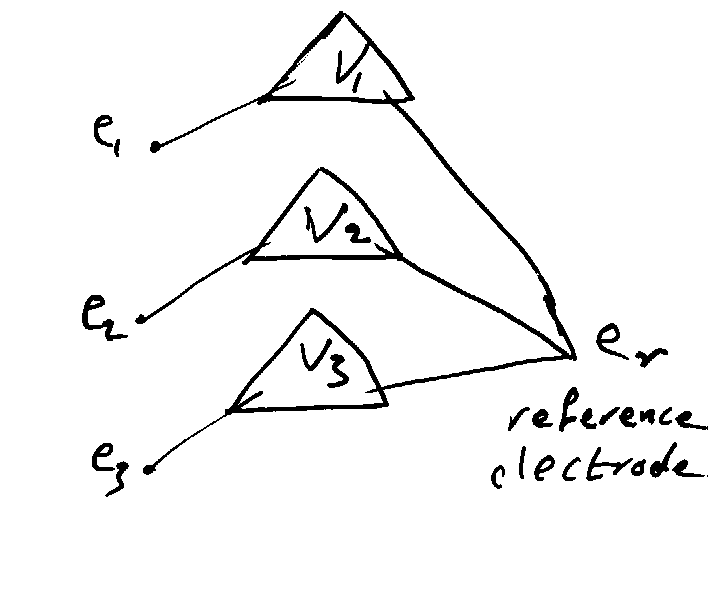 V₁
e₁
V₂
e₂
V₃
eᵣ
reference
electrode
e₃